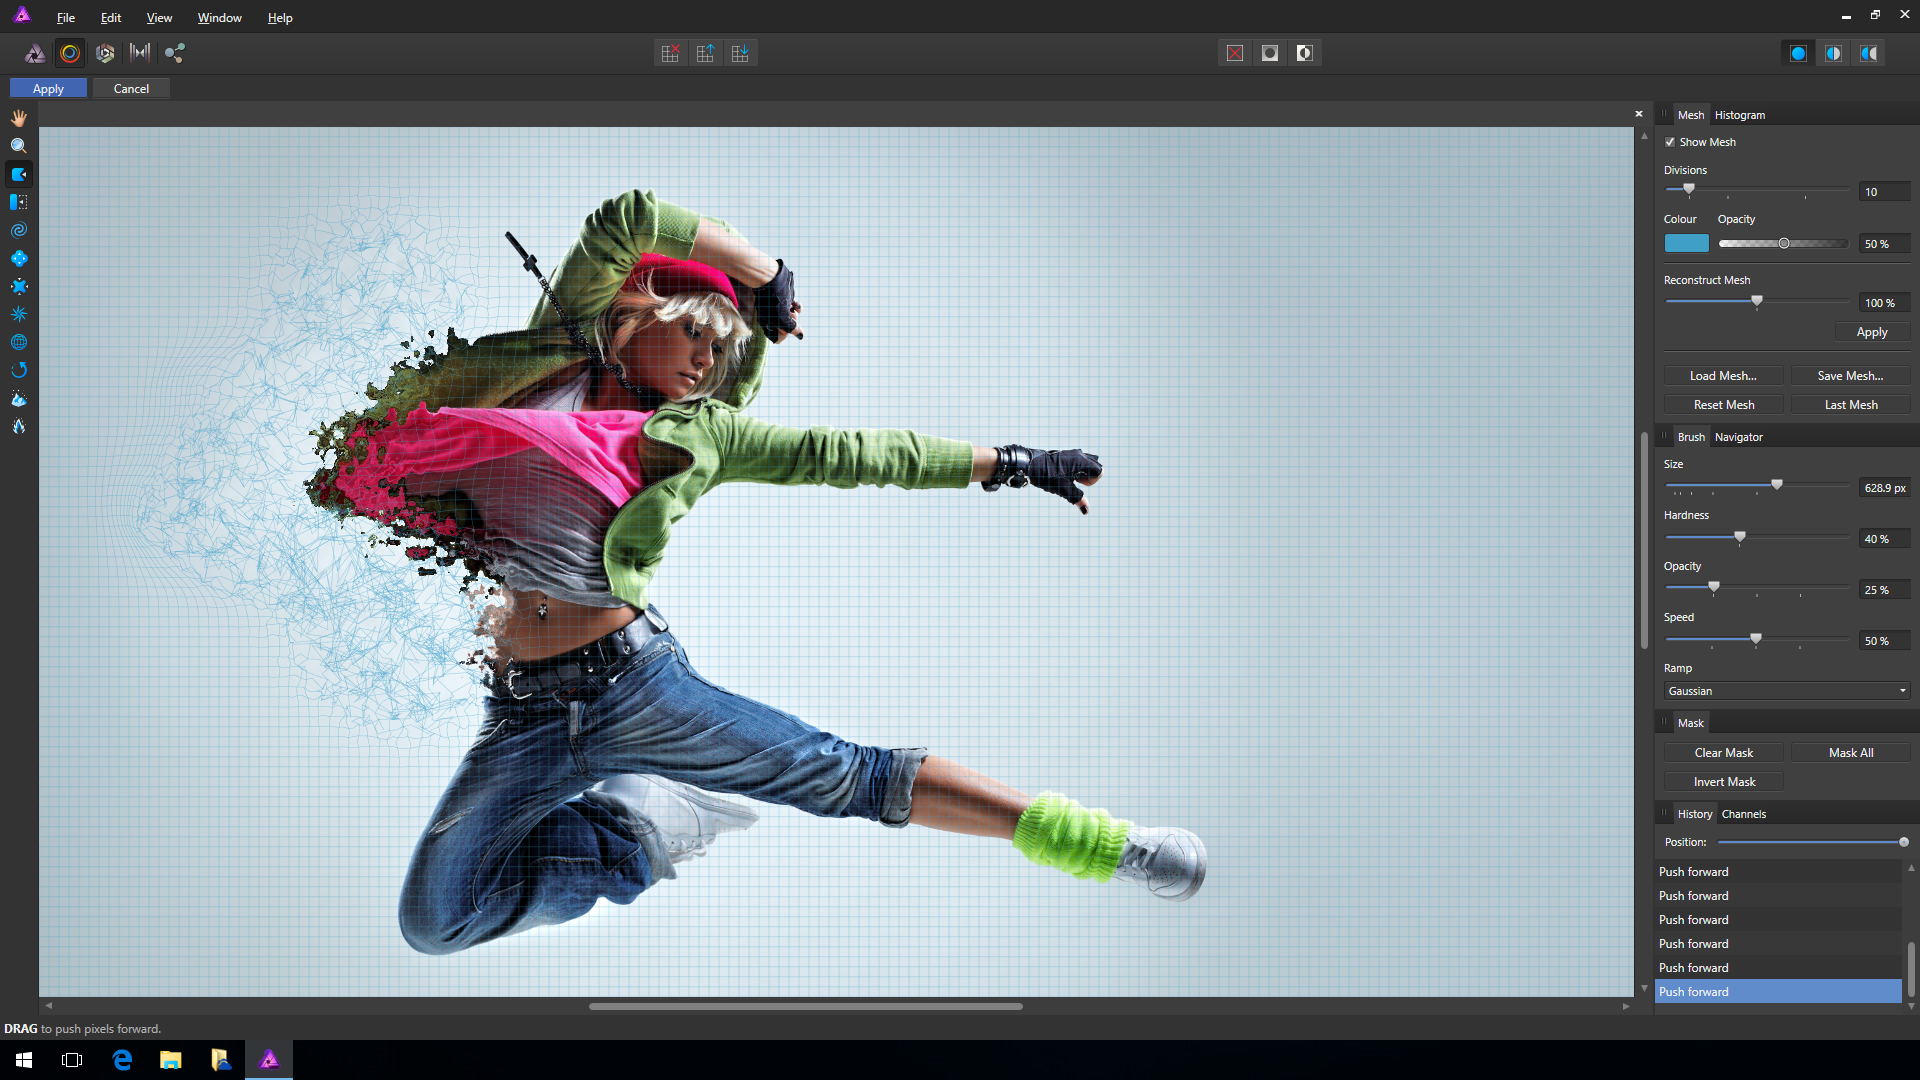 File Edit View Window Help
Apply Cancel
Mesh Histogram
Show Mesh
Divisions
10
Colour Opacity
50 %
Reconstruct Mesh
100 %
Apply
Load Mesh... Save Mesh...
Reset Mesh Last Mesh
Brush Navigator
Size
628.9 px
Hardness
40 %
Opacity
25 %
Speed
50 %
Ramp
Gaussian
Mask
Clear Mask Mask All
Invert Mask
History Channels
Position:
Push forward
Push forward
Push forward
Push forward
Push forward
Push forward
DRAG to push pixels forward.